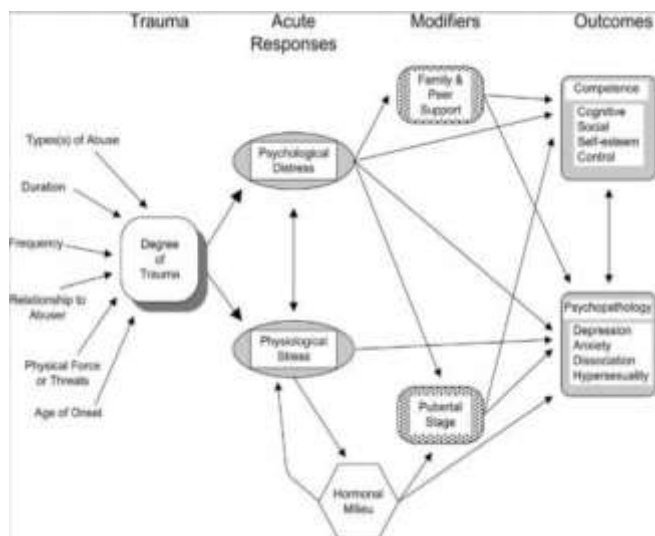 Trauma
Acute
Responses
Modifiers
Outcomes
Types(s) of Abuse
Duration
Frequency
Relationship to
Abuser
Physical Force
or Threats
Age of Onset
Degree
of
Trauma
Psychological
Distress
Physiological
Stress
Hormonal
Milieu
Family &
Peer
Support
Pubertal
Stage
Competence
Cognitive
Social
Self-esteem
Control
Psychopathology
Depression
Anxiety
Dissociation
Hypersesuality